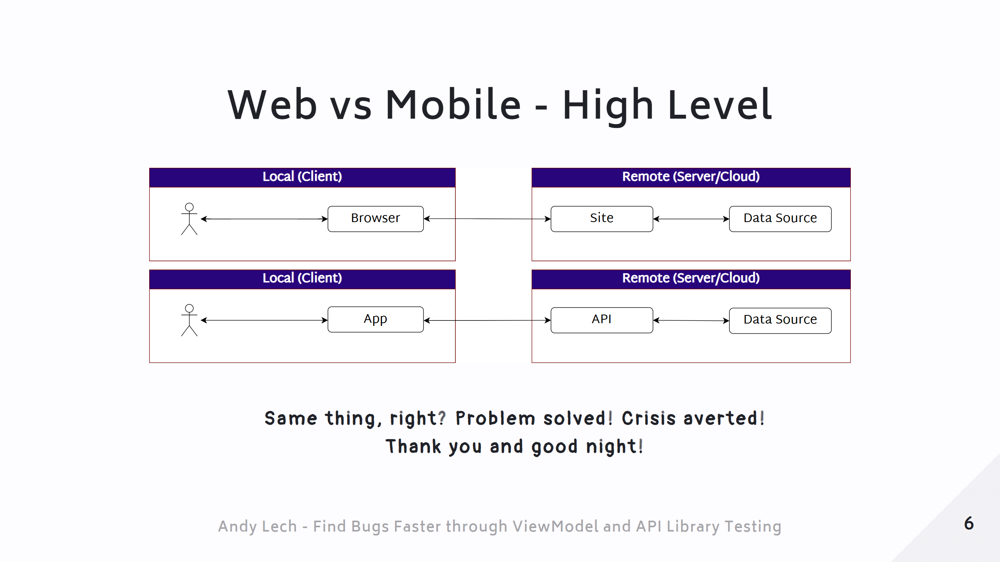 Web vs Mobile - High Level
Local (Client)
Remote (Server/Cloud)
Browser
Site
Data Source
Local (Client)
Remote (Server/Cloud)
App
API
Data Source
Same thing, right? Problem solved! Crisis averted!
Thank you and good night!
Andy Lech - Find Bugs Faster through ViewModel and API Library Testing
6